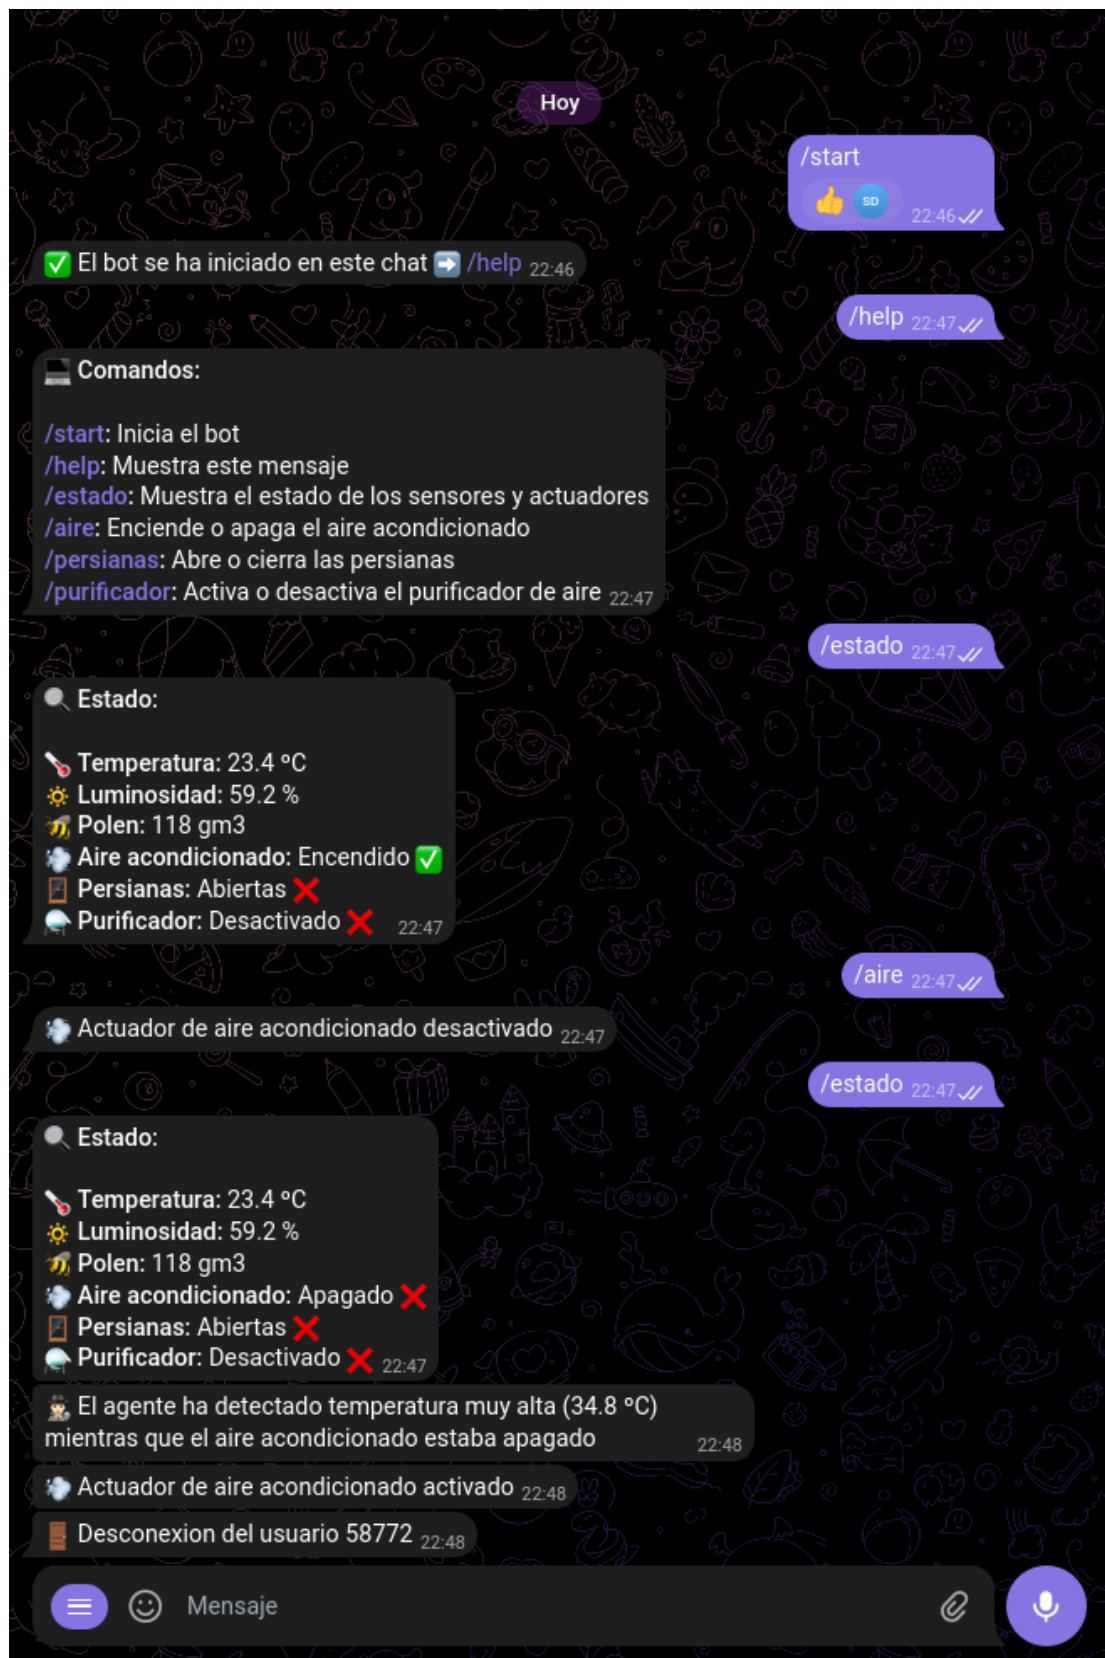 Hoy
/start
SD
22:46
El bot se ha iniciado en este chat /help 22:46
/help 22:47
Comandos:
/start: Inicia el bot
/help: Muestra este mensaje
/estado: Muestra el estado de los sensores y actuadores
/aire: Enciende o apaga el aire acondicionado
/persianas: Abre o cierra las persianas
/purificador: Activa o desactiva el purificador de aire 22:47
/estado 22:47
Estado:
Temperatura: 23.4 ºC
Luminosidad: 59.2 %
Polen: 118 gm3
Aire acondicionado: Encendido
Persianas: Abiertas
Purificador: Desactivado 22:47
/aire 22:47
Actuador de aire acondicionado desactivado 22:47
/estado 22:47
Estado:
Temperatura: 23.4 ºC
Luminosidad: 59.2 %
Polen: 118 gm3
Aire acondicionado: Apagado
Persianas: Abiertas
Purificador: Desactivado 22:47
El agente ha detectado temperatura muy alta (34.8 ºC)
mientras que el aire acondicionado estaba apagado 22:48
Actuador de aire acondicionado activado 22:48
Desconexion del usuario 58772 22:48
Mensaje